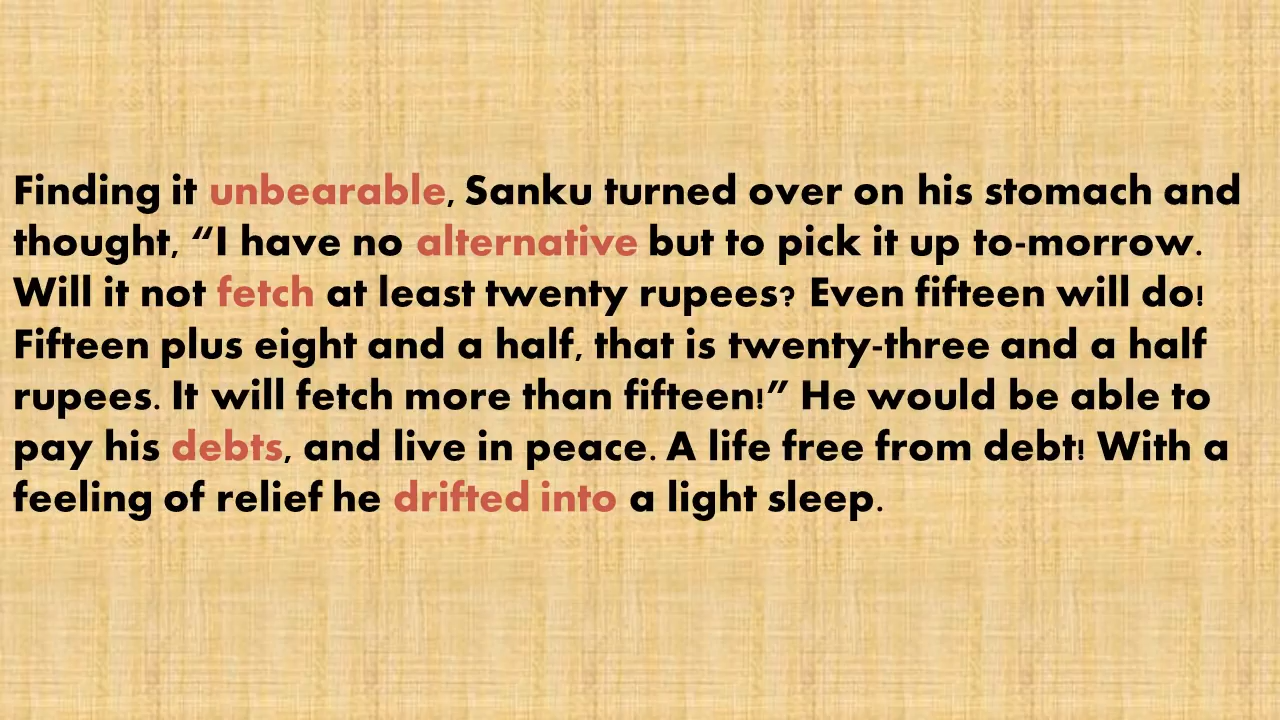 Finding it unbearable, Sanku turned over on his stomach and
thought, “I have no alternative but to pick it up to-morrow.
Will it not fetch at least twenty rupees? Even fifteen will do!
Fifteen plus eight and a half, that is twenty-three and a half
rupees. It will fetch more than fifteen!” He would be able to
pay his debts, and live in peace. A life free from debt! With a
feeling of relief he drifted into a light sleep.